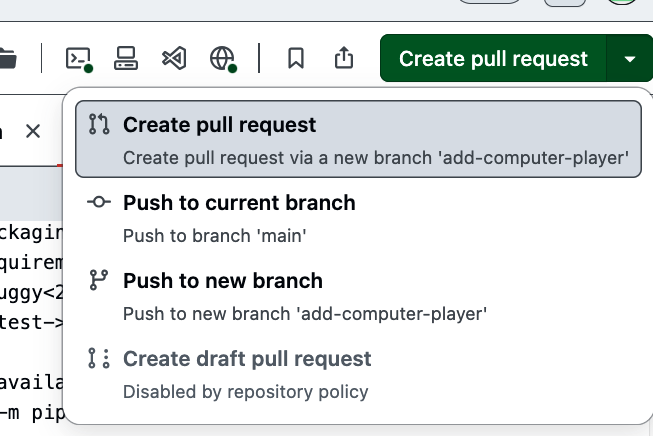 Create pull request
Create pull request
Create pull request via a new branch 'add-computer-player'
Push to current branch
Push to branch 'main'
Push to new branch
Push to new branch 'add-computer-player'
Create draft pull request
Disabled by repository policy
ckagin
quirem
uggy<2
test->
availa
-m pip